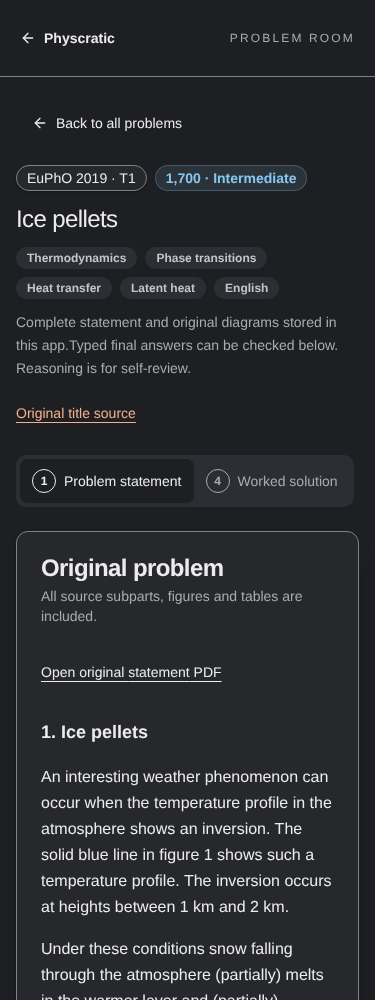 Physcratic
PROBLEM ROOM
Back to all problems
EuPhO 2019 · T1
1,700 · Intermediate
Ice pellets
Thermodynamics
Phase transitions
Heat transfer
Latent heat
English
Complete statement and original diagrams stored in
this app.Typed final answers can be checked below.
Reasoning is for self-review.
Original title source
1 Problem statement
4 Worked solution
Original problem
All source subparts, figures and tables are
included.
Open original statement PDF
1. Ice pellets
An interesting weather phenomenon can
occur when the temperature profile in the
atmosphere shows an inversion. The
solid blue line in figure 1 shows such a
temperature profile. The inversion occurs
at heights between 1 km and 2 km.
Under these conditions snow falling
through the atmosphere (partially) melts
in the warmer layer and (partially)